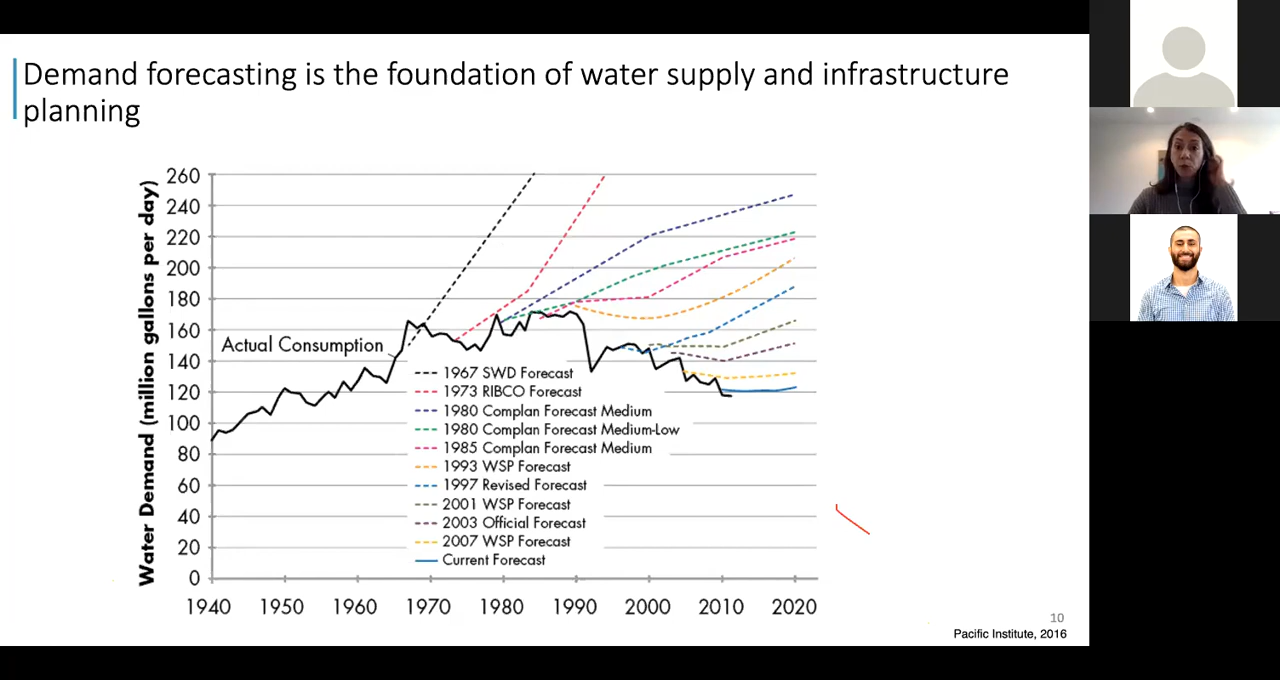 Demand forecasting is the foundation of water supply and infrastructure
planning
Water Demand (million gallons per day)
260
240
220
200
180
160
140
120
100
80
60
40
20
0
Actual Consumption
1967 SWD Forecast
1973 RIBCO Forecast
1980 Complan Forecast Medium
1980 Complan Forecast Medium-Low
1985 Complan Forecast Medium
1993 WSP Forecast
1997 Revised Forecast
2001 WSP Forecast
2003 Official Forecast
2007 WSP Forecast
Current Forecast
1940 1950 1960 1970 1980 1990 2000 2010 2020
10
Pacific Institute, 2016